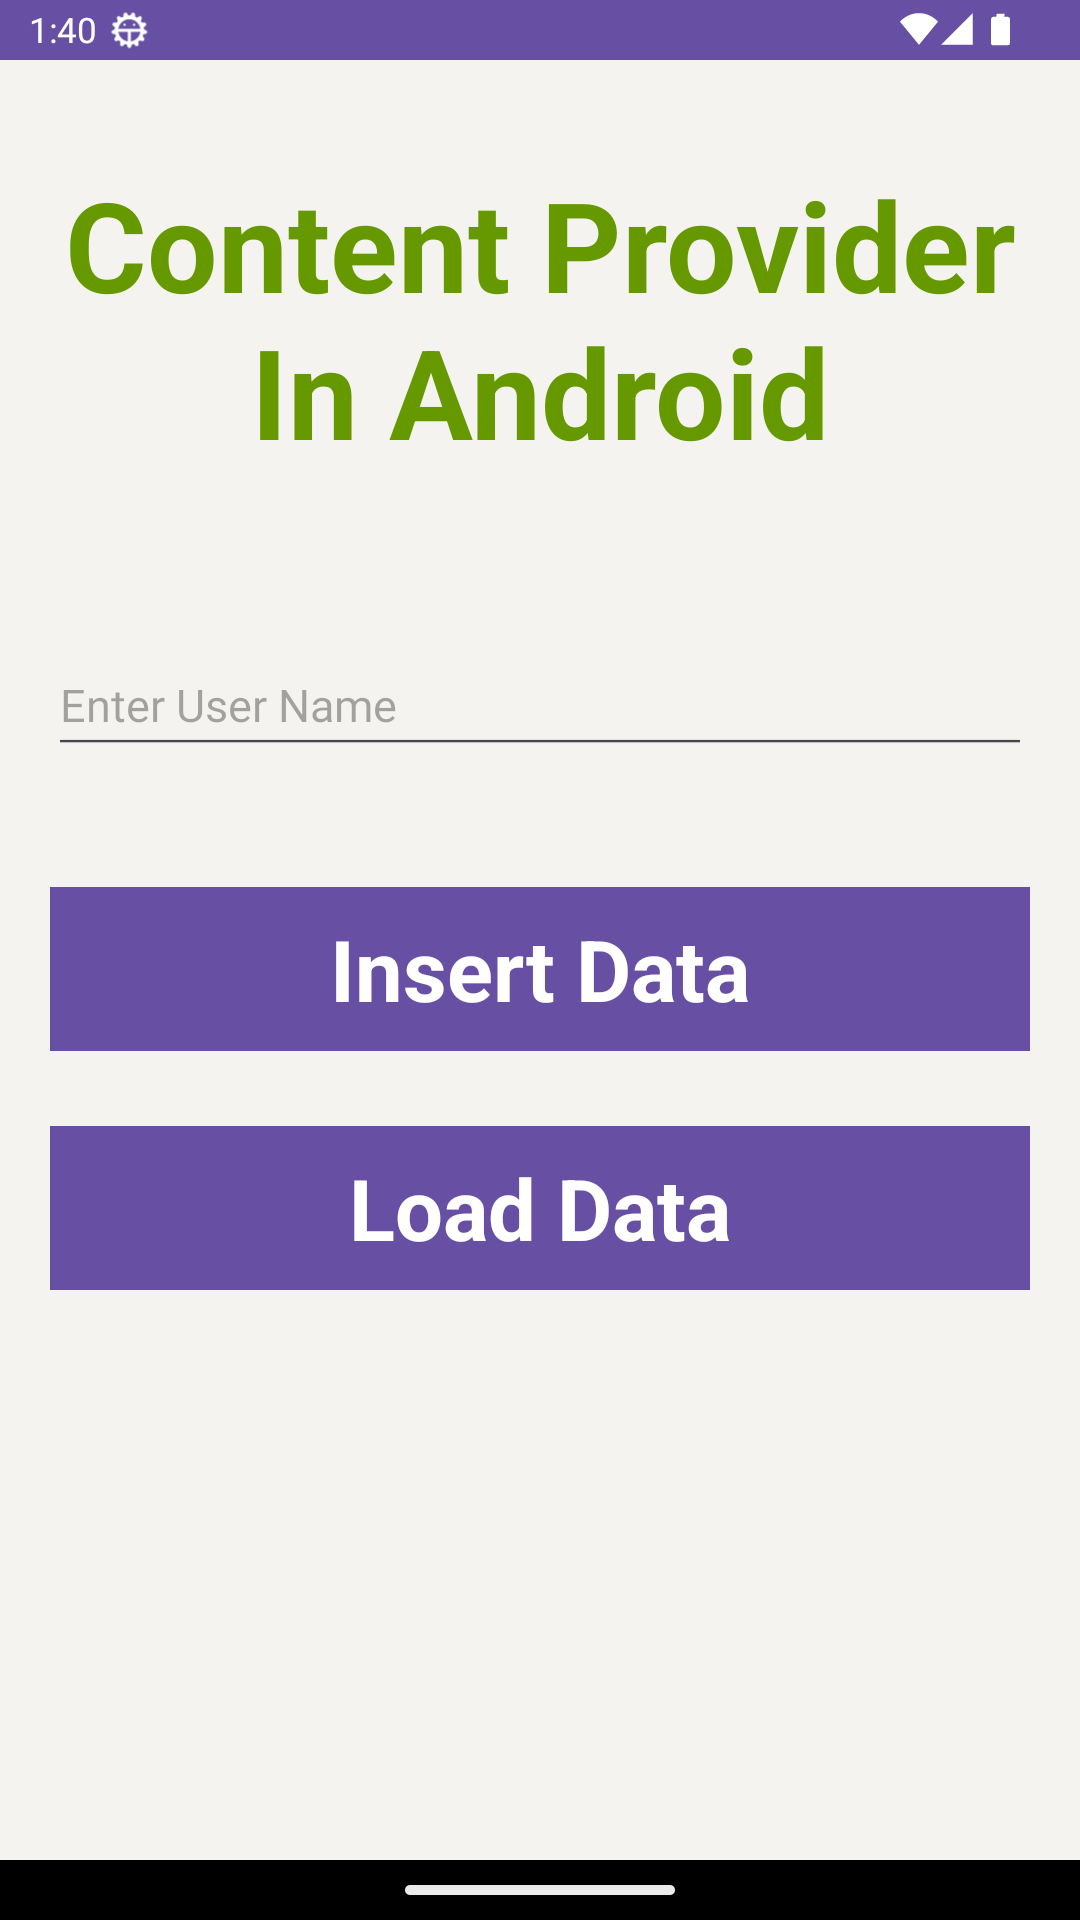 1:40
Content Provider
In Android
Enter User Name
Insert Data
Load Data